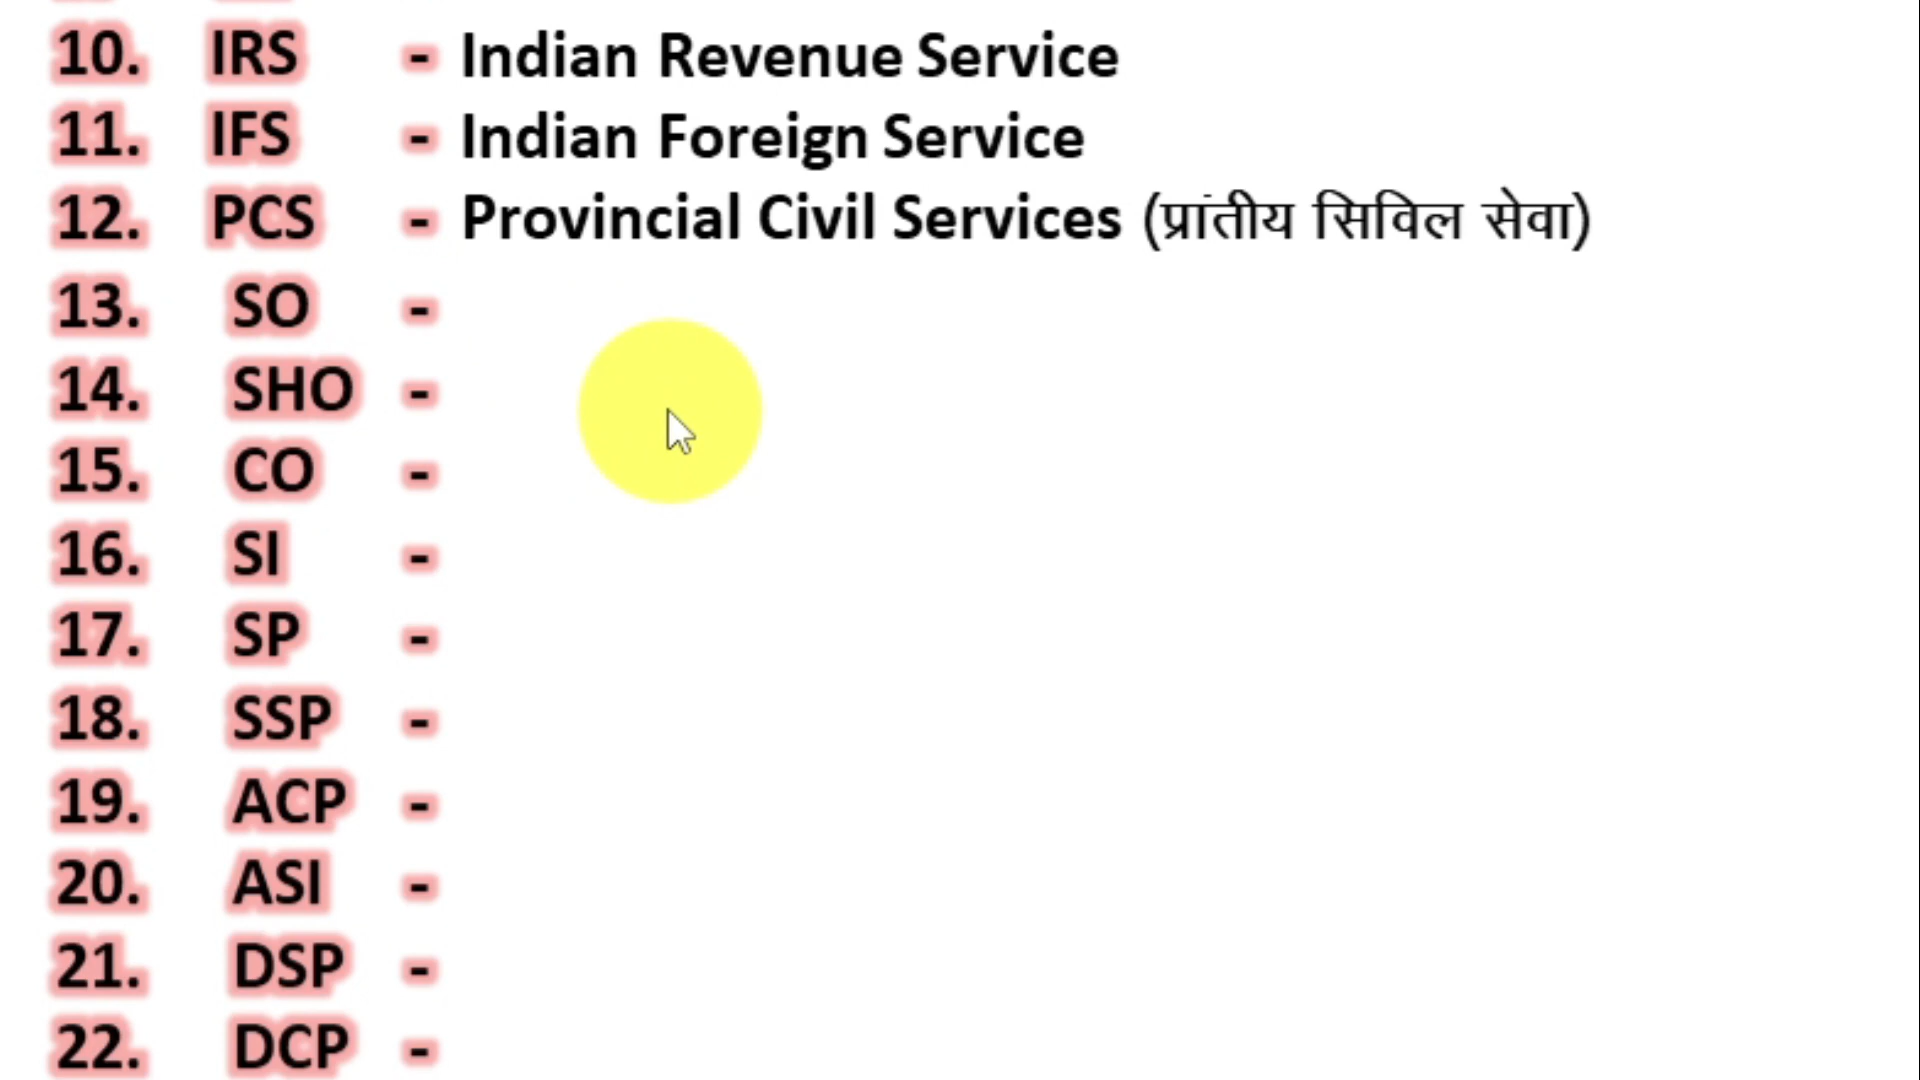 10. IRS - Indian Revenue Service
11. IFS - Indian Foreign Service
12. PCS - Provincial Civil Services (प्रांतीय सिविल सेवा)
13. SO -
14. SHO -
15. CO -
16. SI -
17. SP -
18. SSP -
19. ACP -
20. ASI -
21. DSP -
22. DCP -